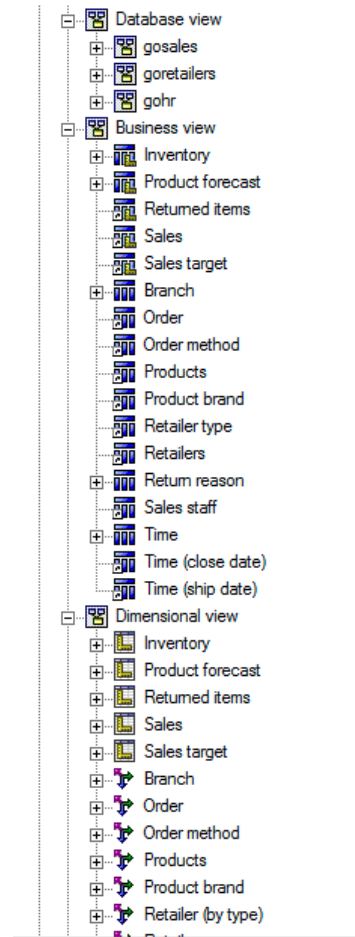 Database view
gosales
goretailers
gohr
Business view
Inventory
Product forecast
Returned items
Sales
Sales target
Branch
Order
Order method
Products
Product brand
Retailer type
Retailers
Return reason
Sales staff
Time
Time (close date)
Time (ship date)
Dimensional view
Inventory
Product forecast
Returned items
Sales
Sales target
Branch
Order
Order method
Products
Product brand
Retailer (by type)